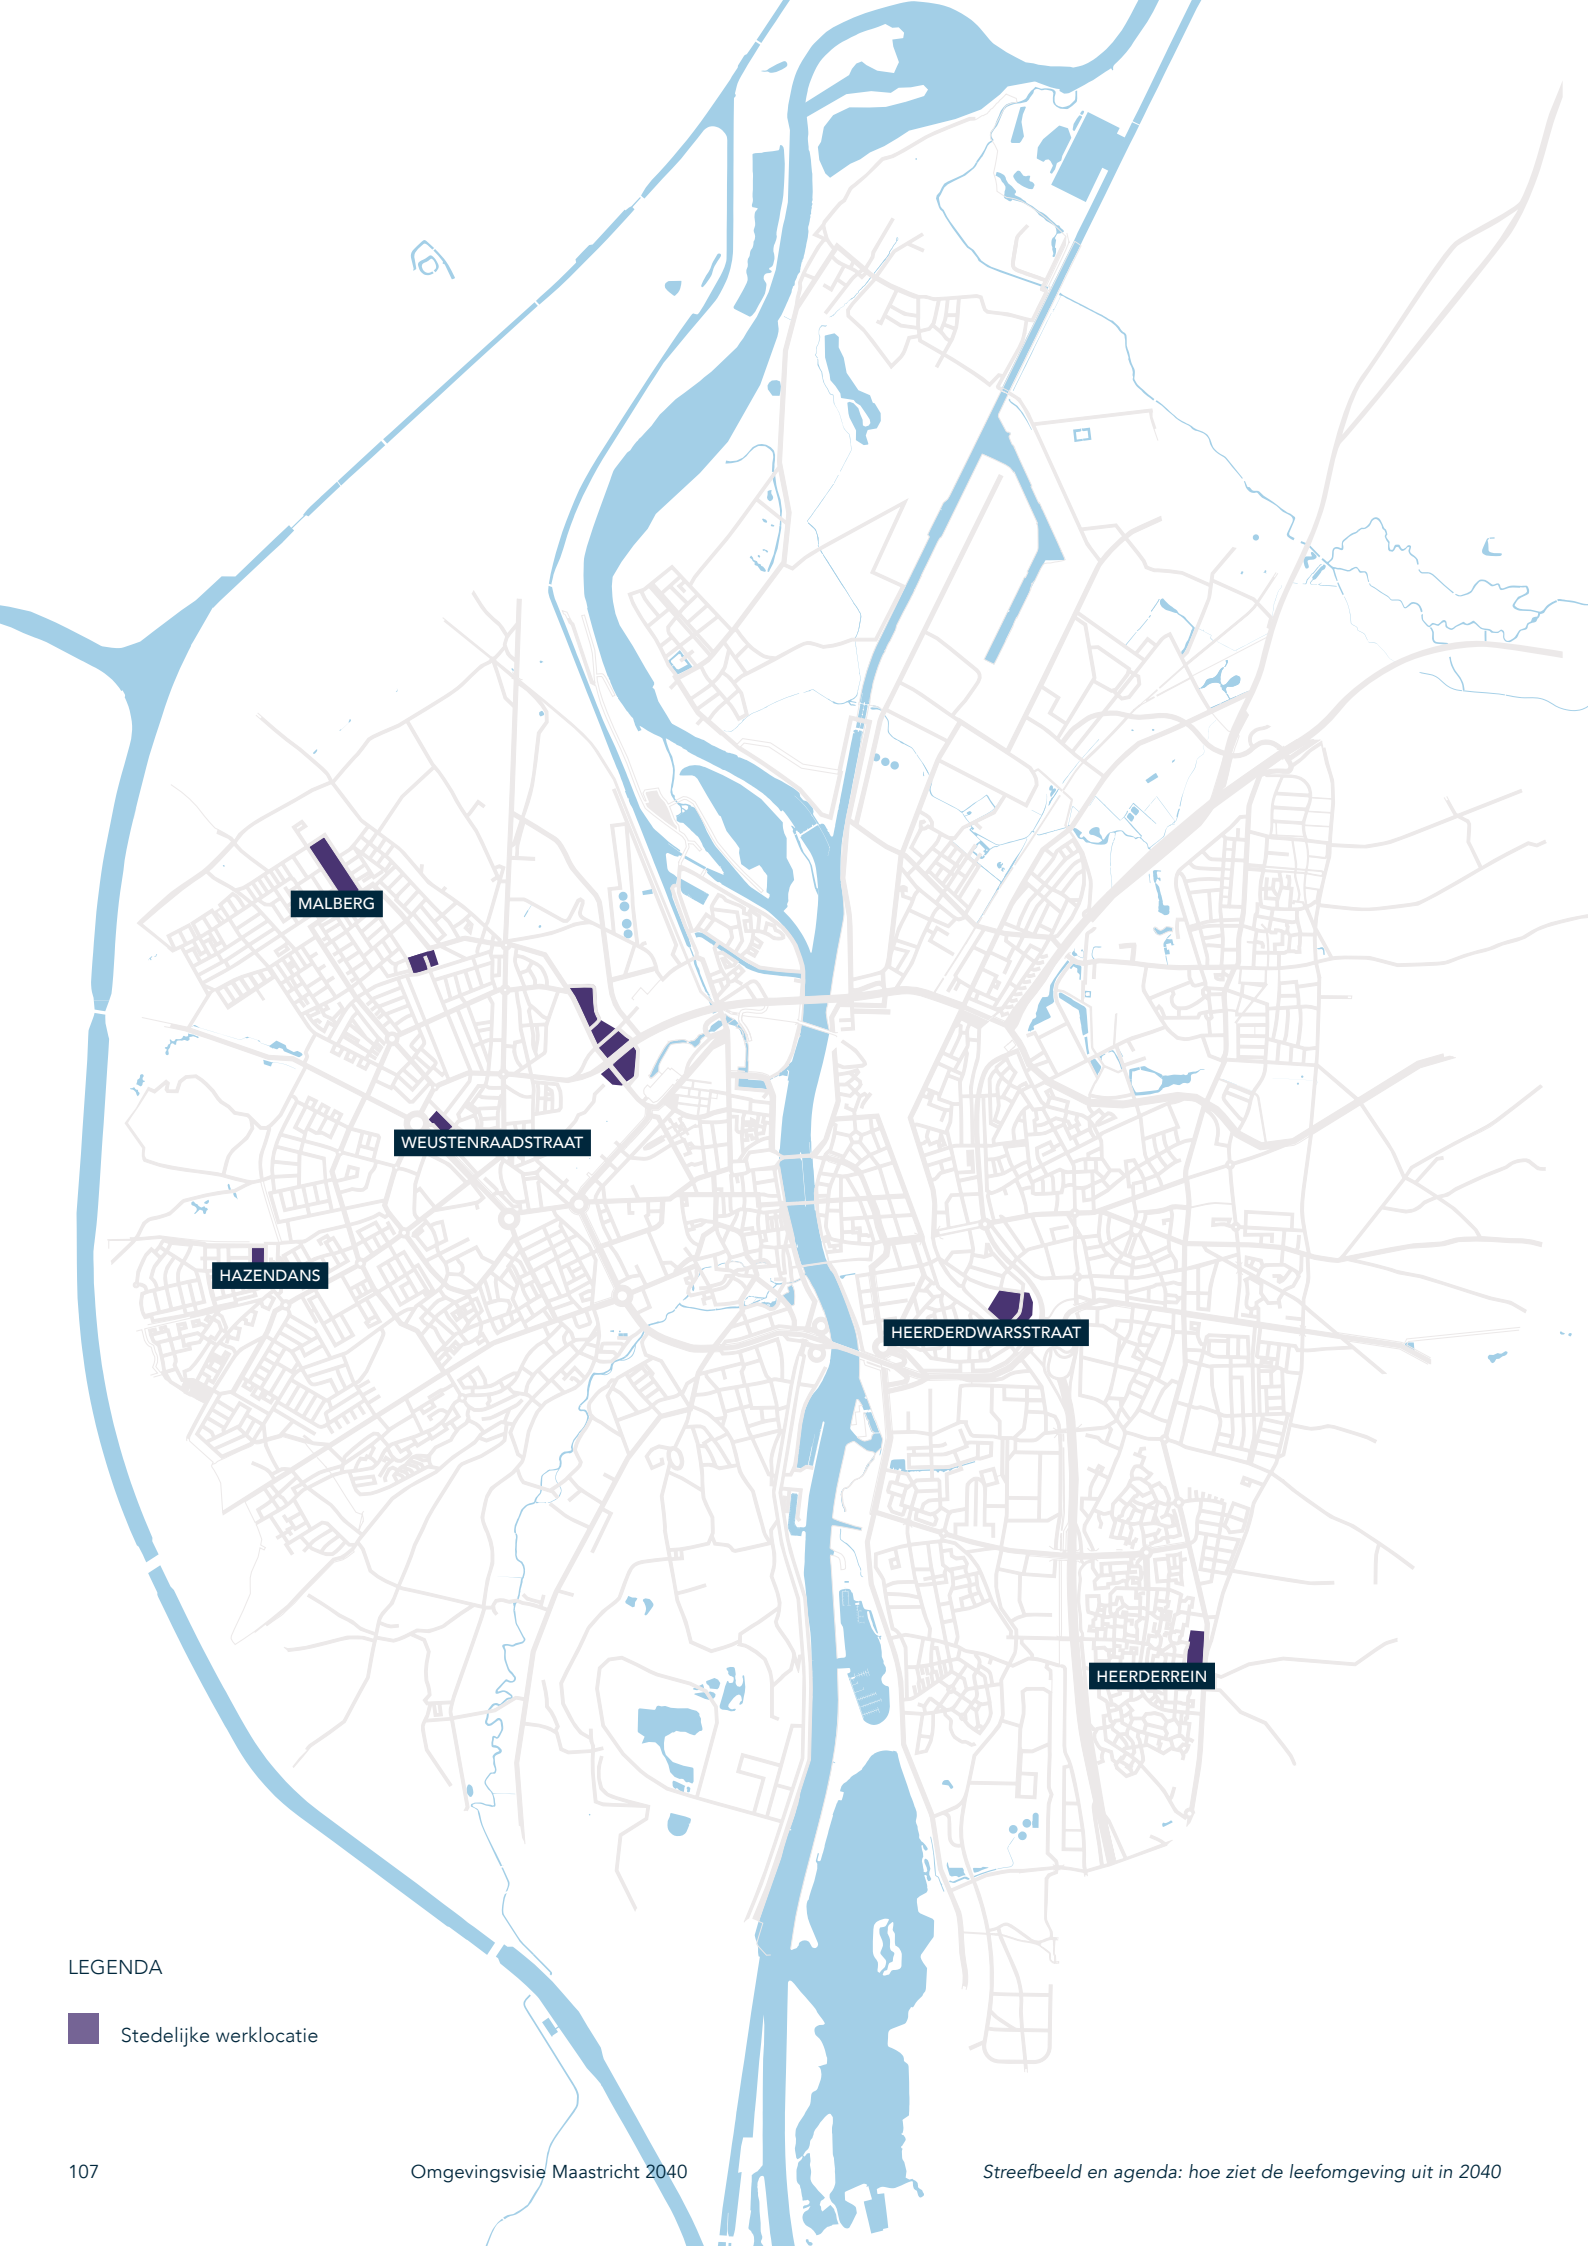 MALBERG
WEUSTENRAADSTRAAT
HAZENDANS
HEERDERDWARSSTRAAT
HEERDERREIN
LEGENDA
Stedelijke werklocatie
107
Omgevingsvisie Maastricht 2040
Streefbeeld en agenda: hoe ziet de leefomgeving uit in 2040